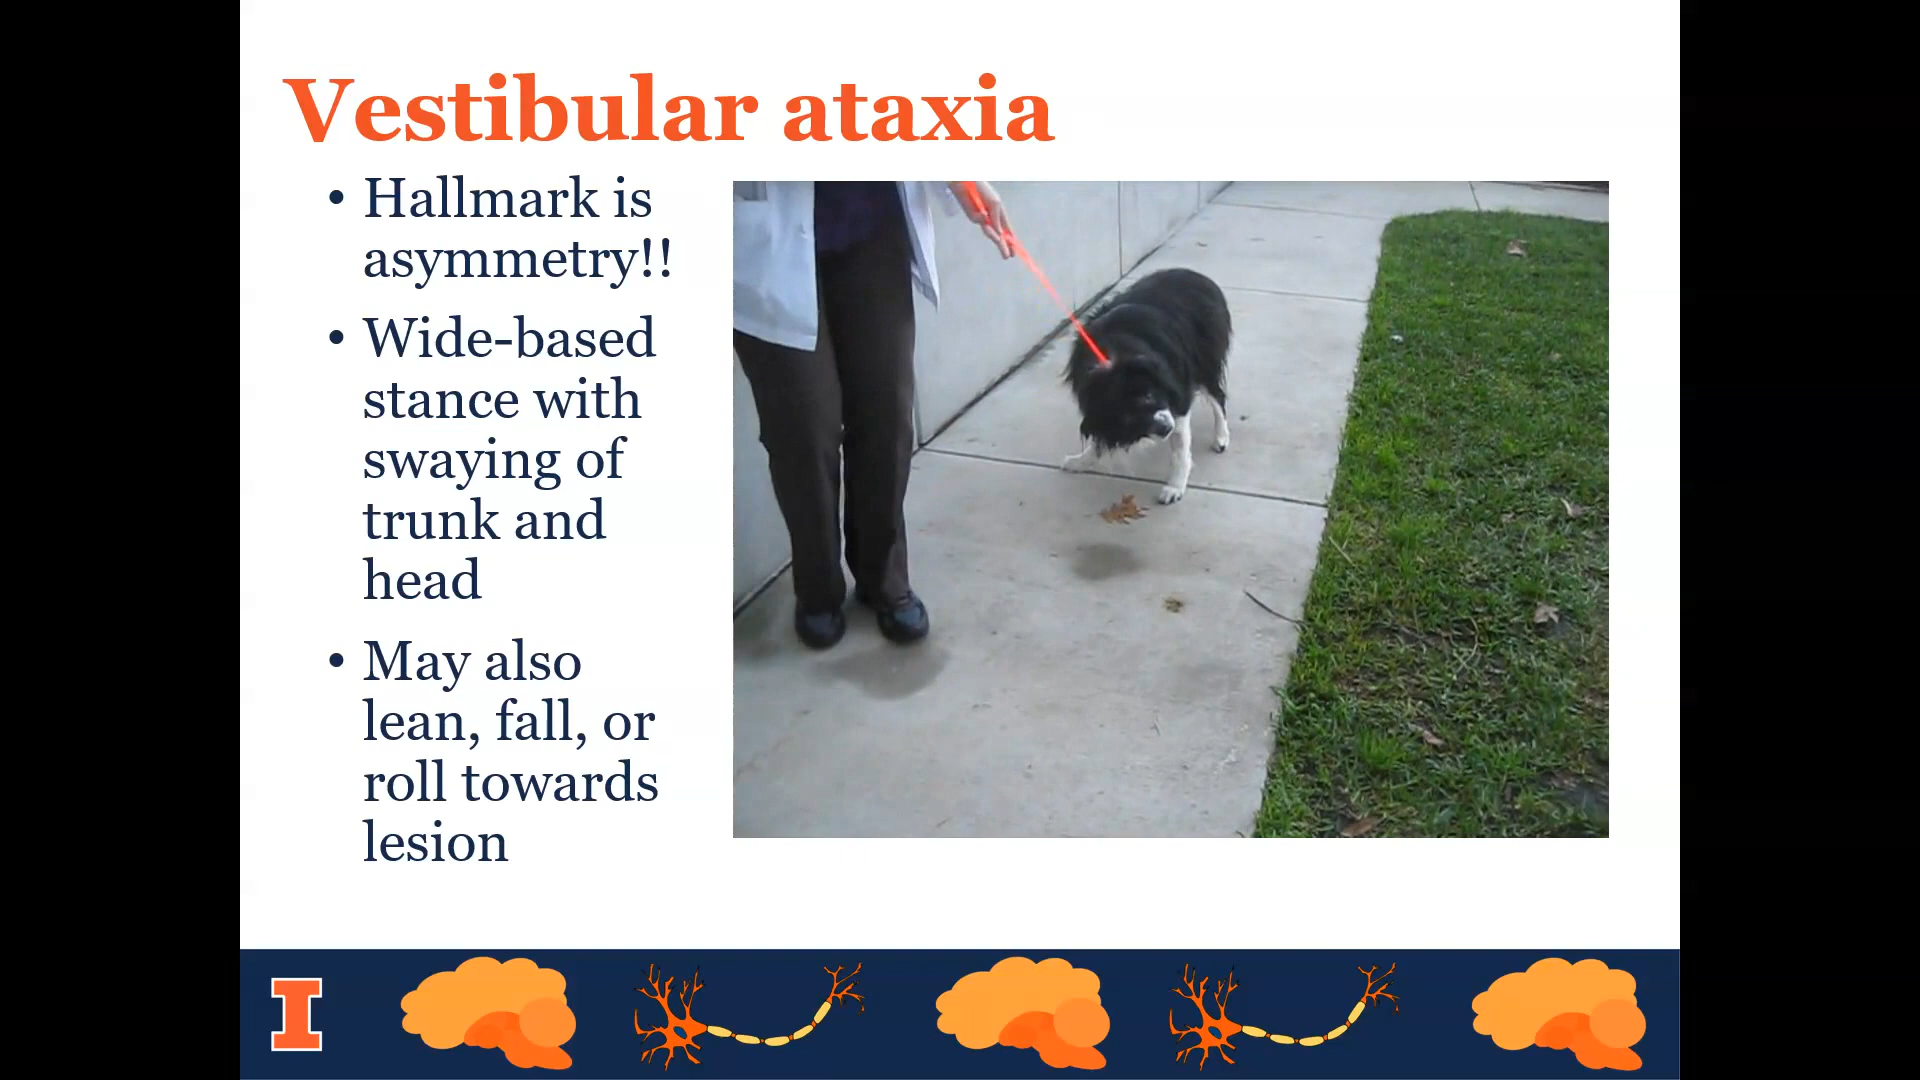 Vestibular ataxia
• Hallmark is
asymmetry!!
• Wide-based
stance with
swaying of
trunk and
head
• May also
lean, fall, or
roll towards
lesion
I